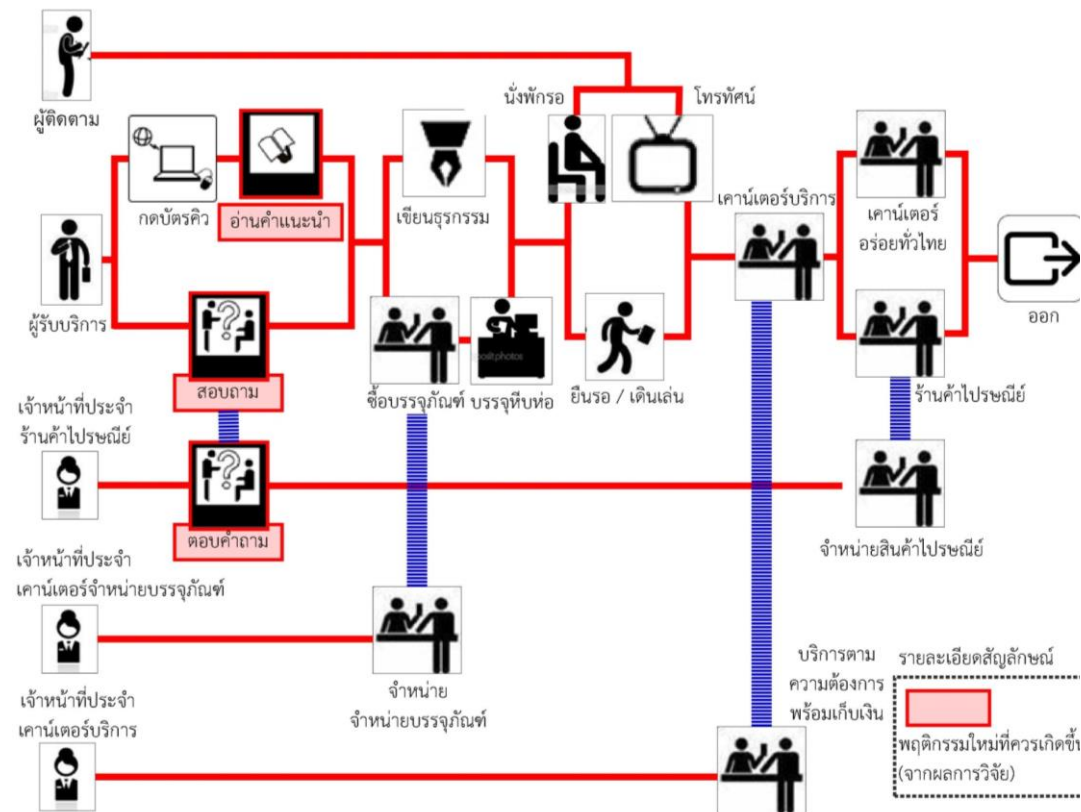 นั่งพักรอ
โทรทัศน์
ผู้ติดตาม
กดบัตรคิว
อ่านคำแนะนำ
เขียนธุรกรรม
เคาน์เตอร์บริการ
เคาน์เตอร์
อร่อยทั่วไทย
ผู้รับบริการ
ออก
สอบถาม
ซื้อบรรจุภัณฑ์
บรรจุหีบห่อ
depositphotos
ยืนรอ / เดินเล่น
ร้านค้าไปรษณีย์
เจ้าหน้าที่ประจำ
ร้านค้าไปรษณีย์
ตอบคำถาม
จำหน่ายสินค้าไปรษณีย์
เจ้าหน้าที่ประจำ
เคาน์เตอร์จำหน่ายบรรจุภัณฑ์
จำหน่าย
จำหน่ายบรรจุภัณฑ์
บริการตาม
ความต้องการ
พร้อมเก็บเงิน
รายละเอียดสัญลักษณ์
พฤติกรรมใหม่ที่ควรเกิดขึ้น
(จากผลการวิจัย)
เจ้าหน้าที่ประจำ
เคาน์เตอร์บริการ